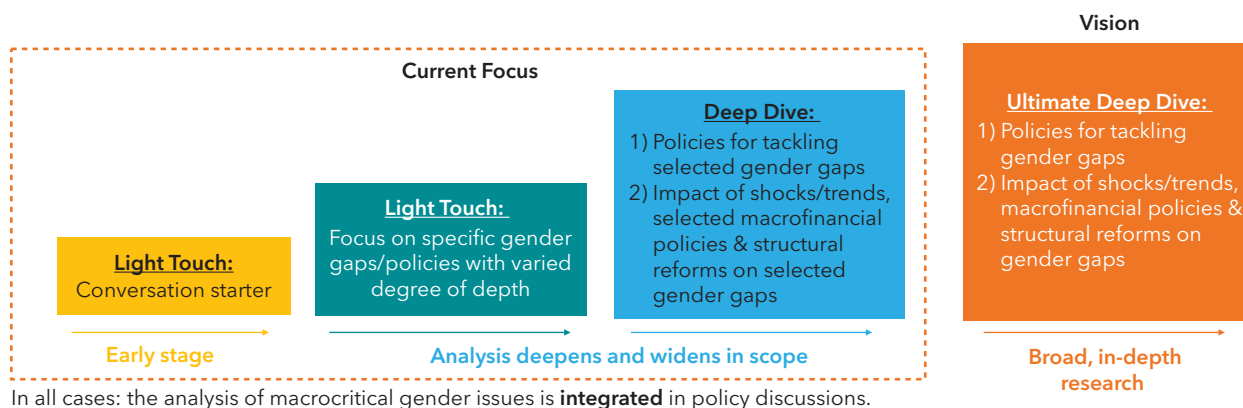 Vision
Current Focus
Light Touch:
Conversation starter
Light Touch:
Focus on specific gender
gaps/policies with varied
degree of depth
Deep Dive:
1) Policies for tackling
selected gender gaps
2) Impact of shocks/trends,
selected macrofinancial
policies & structural
reforms on selected
gender gaps
Ultimate Deep Dive:
1) Policies for tackling
gender gaps
2) Impact of shocks/trends,
macrofinancial policies &
structural reforms on
gender gaps
Early stage
Analysis deepens and widens in scope
Broad, in-depth
research
In all cases: the analysis of macrocritical gender issues is integrated in policy discussions.